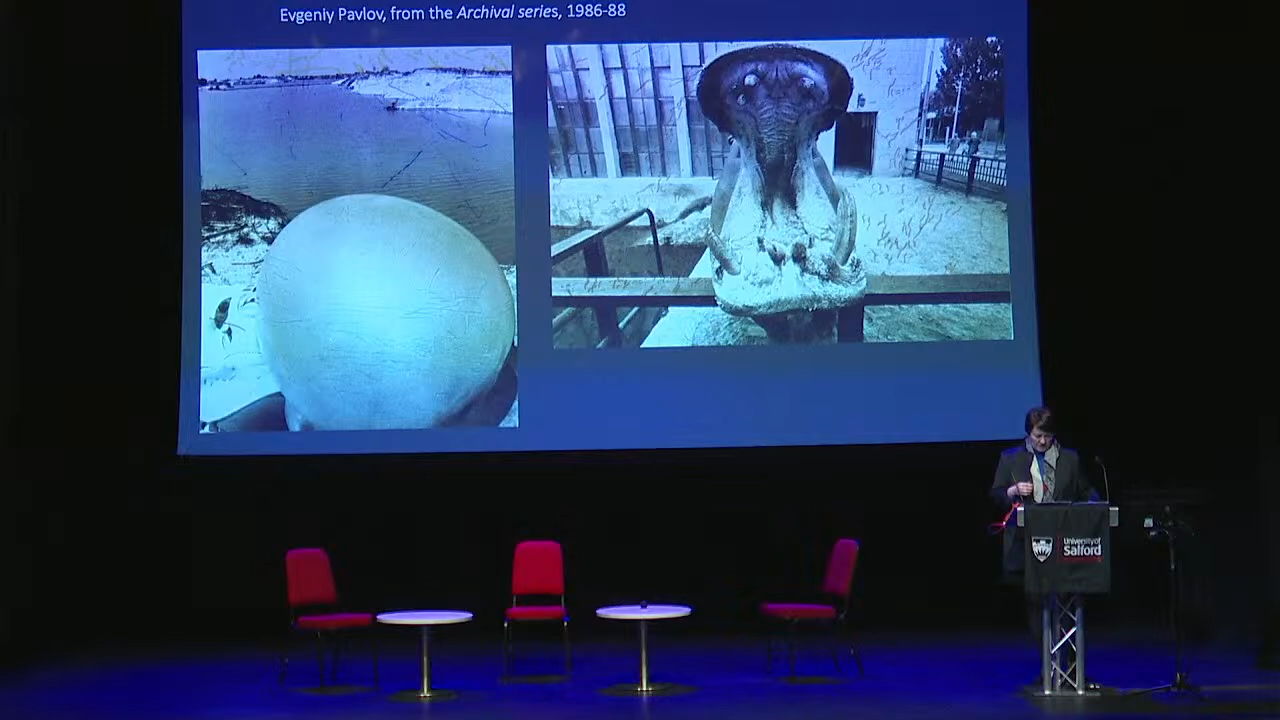 Evgeniy Pavlov, from the Archival series, 1986-88
University of
Salford